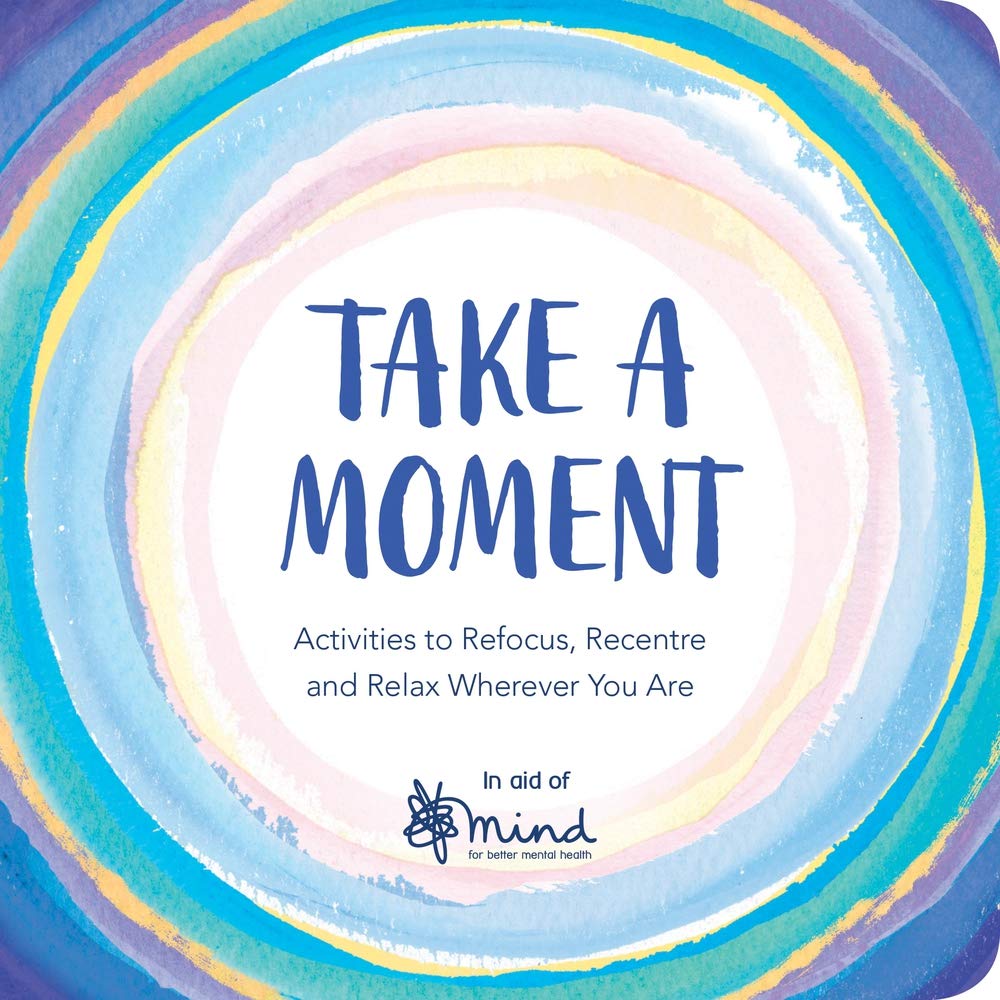 TAKE A
MOMENT
Activities to Refocus, Recentre
and Relax Wherever You Are
In aid of
mind
for better mental health